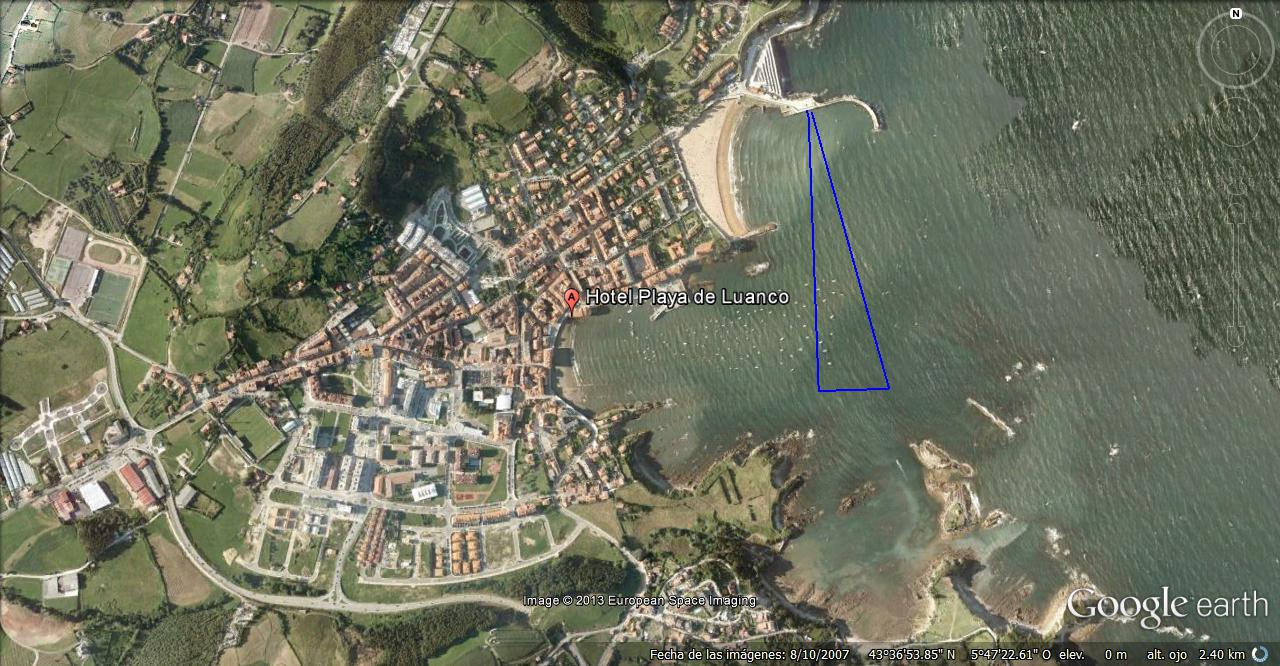 N
A Hotel Playa de Luanco
Image © 2013 European Space Imaging
Google earth
Fecha de las imágenes: 8/10/2007 43°36'53.85" N 5°47'22.61" O elev. 0 m alt. ojo 2.40 km